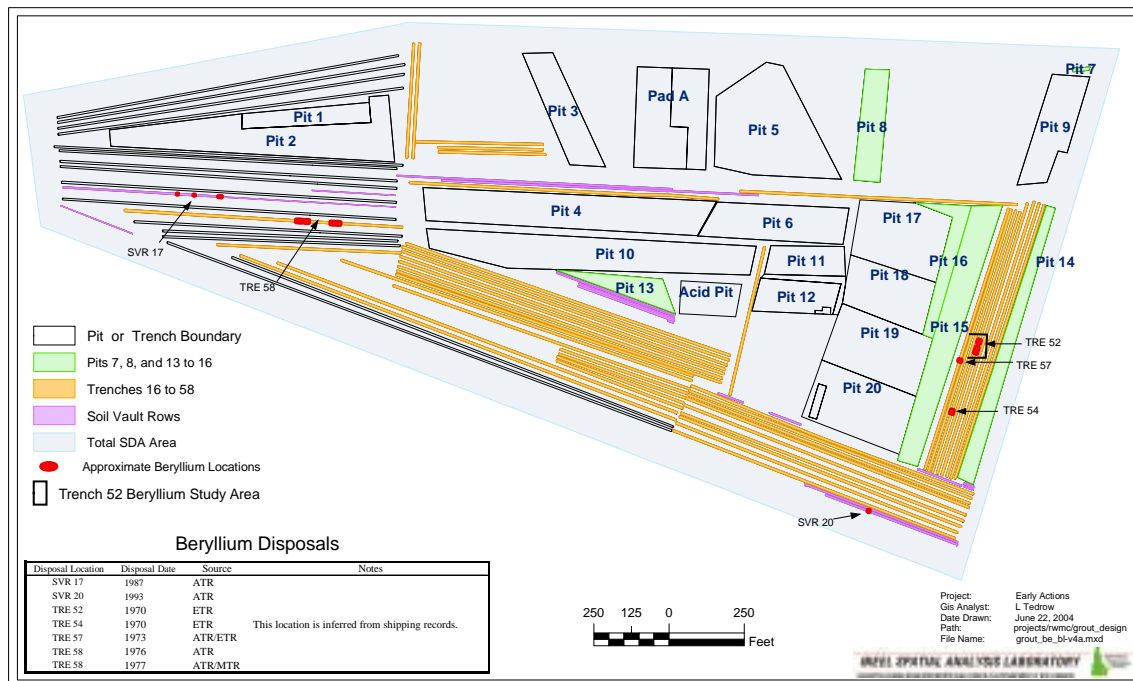 Pit 7
Pit 1
Pit 2
Pit 3
Pad A
Pit 5
Pit 8
Pit 9
Pit 4
Pit 6
Pit 17
Pit 10
Pit 11
Pit 18
Pit 16
Pit 14
Pit 13
Acid Pit
Pit 12
Pit 19
Pit 15
Pit 20
SVR 17
TRE 58
TRE 52
TRE 57
TRE 54
SVR 20
Pit or Trench Boundary
Pits 7, 8, and 13 to 16
Trenches 16 to 58
Soil Vault Rows
Total SDA Area
Approximate Beryllium Locations
Trench 52 Beryllium Study Area
Beryllium Disposals
Disposal Location Disposal Date Source Notes
SVR 17 1987 ATR
SVR 20 1993 ATR
TRE 52 1970 ETR
TRE 54 1970 ETR This location is inferred from shipping records.
TRE 57 1973 ATR/ETR
TRE 58 1976 ATR
TRE 58 1977 ATR/MTR
250 125 0 250
Feet
Project: Early Actions
Gis Analyst: L Tedrow
Date Drawn: June 22, 2004
Path: projects/rwmc/grout_design
File Name: grout_be_bl-v4a.mxd
INEEL SPATIAL ANALYSIS LABORATORY